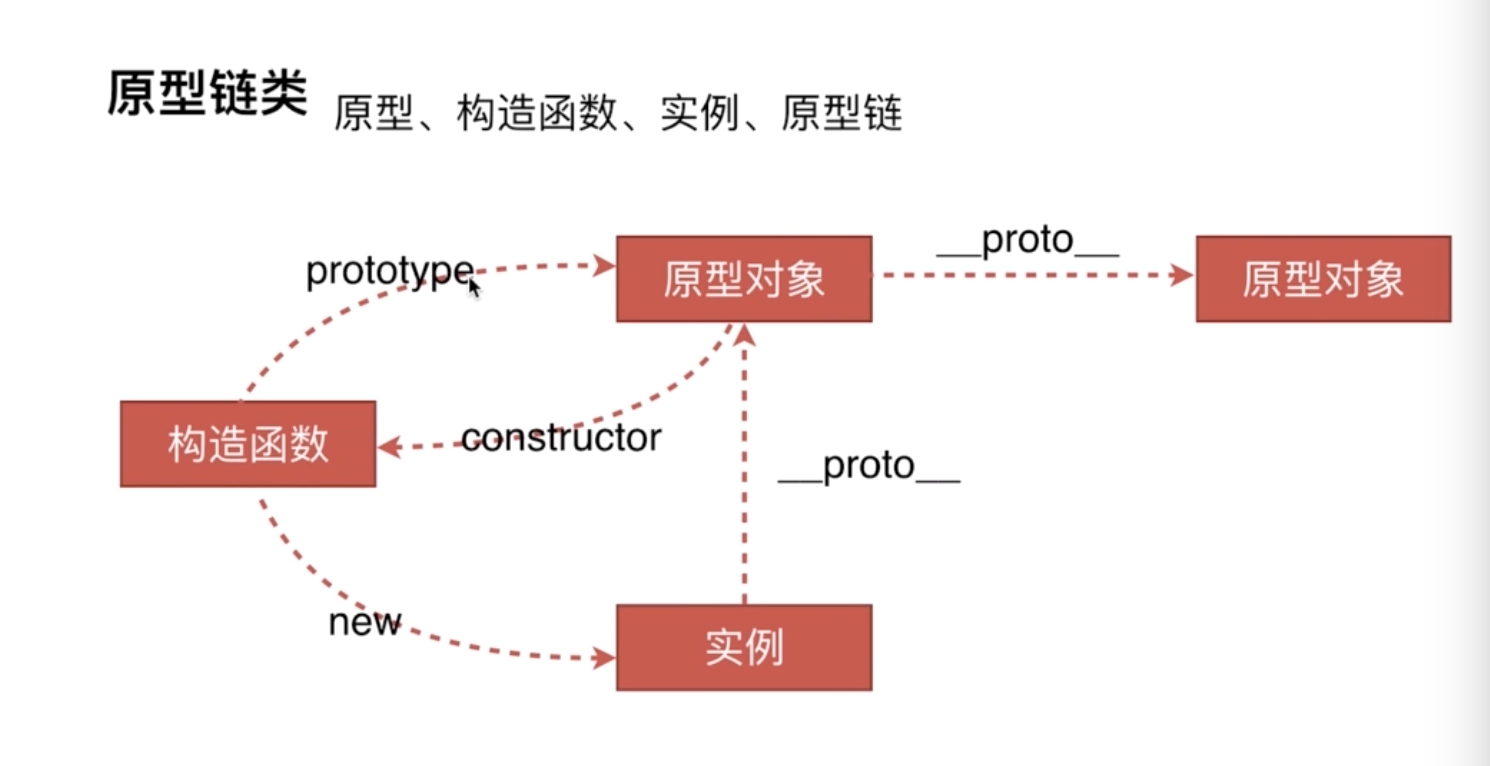 原型链类 原型、构造函数、实例、原型链
__proto__
prototype
原型对象
原型对象
构造函数
constructor
__proto__
new
实例